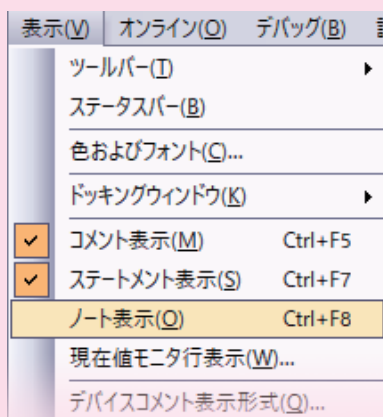 表示(V) オンライン(O) デバッグ(B)
ツールバー(T)
ステータスバー(B)
色およびフォント(C)...
ドッキングウィンドウ(K)
コメント表示(M) Ctrl+F5
ステートメント表示(S) Ctrl+F7
ノート表示(O) Ctrl+F8
現在値モニタ行表示(W)...
デバイスコメント表示形式(Q)...